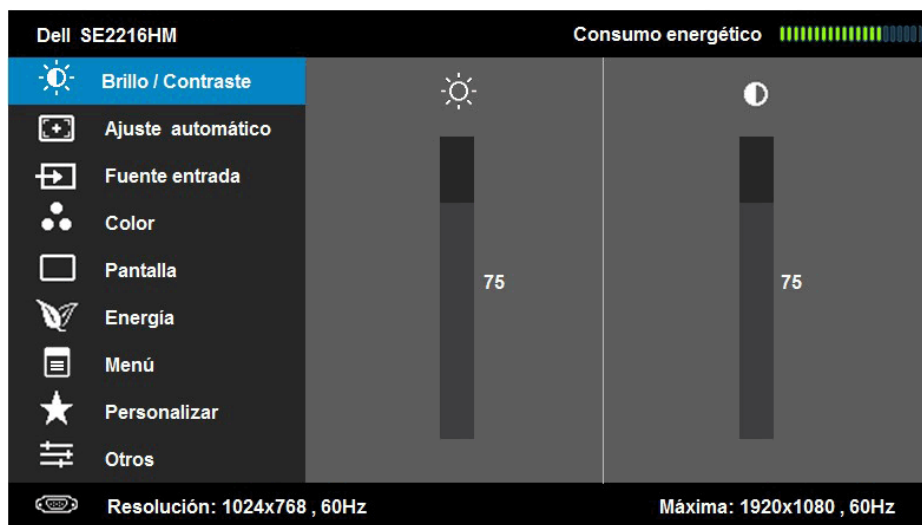 Dell SE2216HM Consumo energético
Brillo / Contraste
Ajuste automático
Fuente entrada
Color
Pantalla
75 75
Energía
Menú
Personalizar
Otros
Resolución: 1024x768 , 60Hz Máxima: 1920x1080 , 60Hz